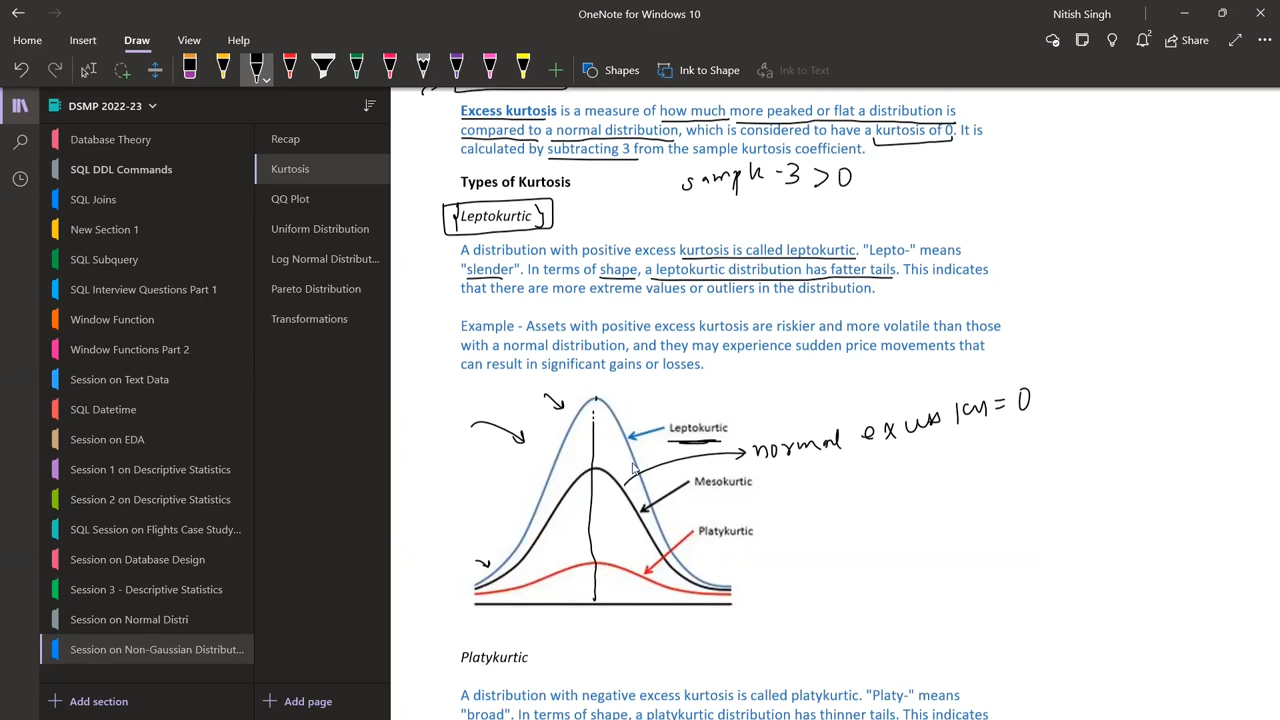 OneNote for Windows 10
Nitish Singh
Home
Insert
Draw
View
Help
Share
Shapes
Ink to Shape
Ink to Text
DSMP 2022-23
Database Theory
SQL DDL Commands
SQL Joins
New Section 1
SQL Subquery
SQL Interview Questions Part 1
Window Function
Window Functions Part 2
Session on Text Data
SQL Datetime
Session on EDA
Session 1 on Descriptive Statistics
Session 2 on Descriptive Statistics
SQL Session on Flights Case Study...
Session on Database Design
Session 3 - Descriptive Statistics
Session on Normal Distri
Session on Non-Gaussian Distribut...
Add section
Recap
Kurtosis
QQ Plot
Uniform Distribution
Log Normal Distribut...
Pareto Distribution
Transformations
Add page
Excess kurtosis is a measure of how much more peaked or flat a distribution is
compared to a normal distribution, which is considered to have a kurtosis of 0. It is
calculated by subtracting 3 from the sample kurtosis coefficient.
Types of Kurtosis
sample -3 > 0
Leptokurtic
A distribution with positive excess kurtosis is called leptokurtic. "Lepto-" means
"slender". In terms of shape, a leptokurtic distribution has fatter tails. This indicates
that there are more extreme values or outliers in the distribution.
Example - Assets with positive excess kurtosis are riskier and more volatile than those
with a normal distribution, and they may experience sudden price movements that
can result in significant gains or losses.
Leptokurtic
normal excess = 0
Mesokurtic
Platykurtic
Platykurtic
A distribution with negative excess kurtosis is called platykurtic. "Platy-" means
"broad". In terms of shape, a platykurtic distribution has thinner tails. This indicates